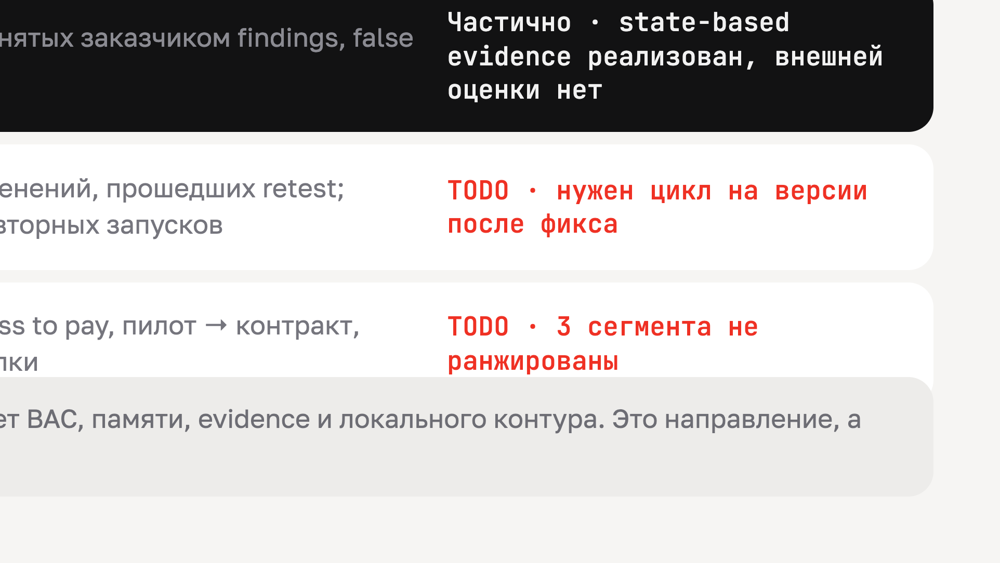 нятых заказчиком findings, false
Частично · state-based
evidence реализован, внешней
оценки нет
енений, прошедших retest;
вторных запусков
TODO · нужен цикл на версии
после фикса
ss to pay, пилот → контракт,
лки
TODO · 3 сегмента не
ранжированы
ет BAC, памяти, evidence и локального контура. Это направление, а